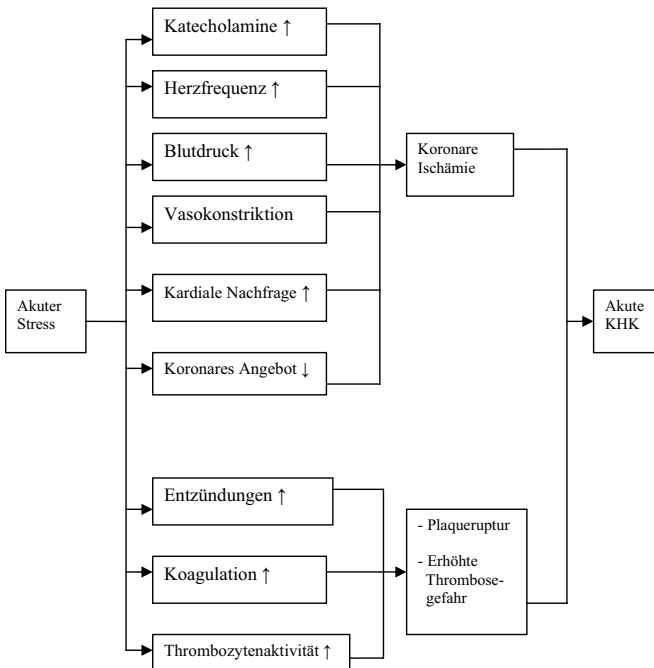 Katecholamine ↑
Herzfrequenz ↑
Blutdruck ↑
Vasokonstriktion
Kardiale Nachfrage ↑
Koronares Angebot ↓
Entzündungen ↑
Koagulation ↑
Thrombozytenaktivität ↑
Akuter
Stress
Koronare
Ischämie
- Plaqueruptur
- Erhöhte
Thrombose-
gefahr
Akute
KHK